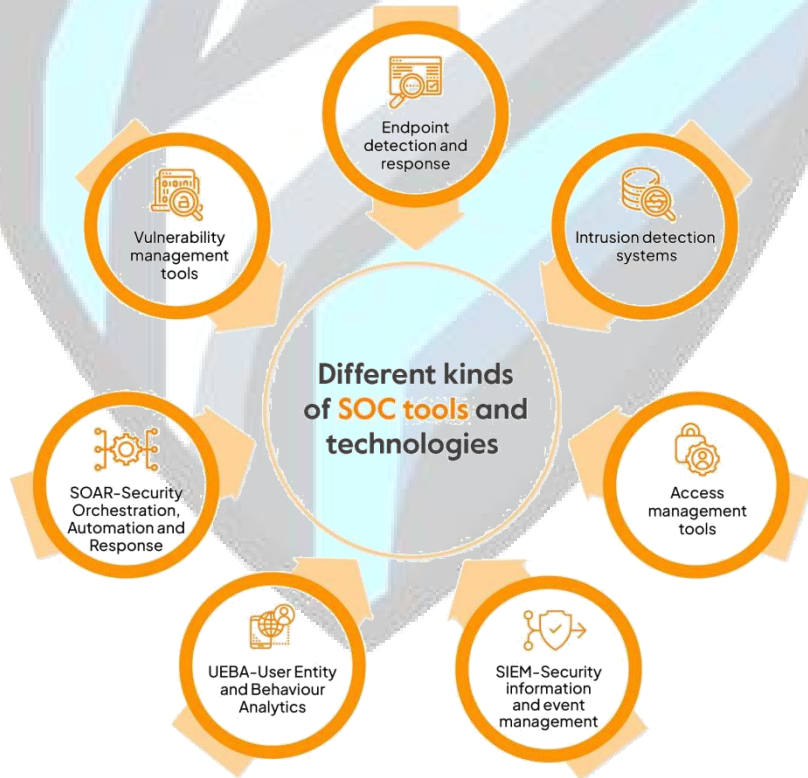 Endpoint
detection and
response
Vulnerability
management
tools
Intrusion detection
systems
Different kinds
of SOC tools and
technologies
SOAR-Security
Orchestration,
Automation and
Response
Access
management
tools
UEBA-User Entity
and Behaviour
Analytics
SIEM-Security
information
and event
management